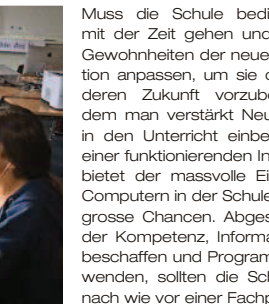 Muss die Schule bedi
mit der Zeit gehen und
Gewohnheiten der neue
tion anpassen, um sie
deren Zukunft vorzub
dem man verstärkt Neu
in den Unterricht einbe
einer funktionierenden In
bietet der massvolle Ei
Computern in der Schule
grosse Chancen. Abges
der Kompetenz, Informa
beschaffen und Program
wenden, sollten die Sch
nach wie vor einer Fachp